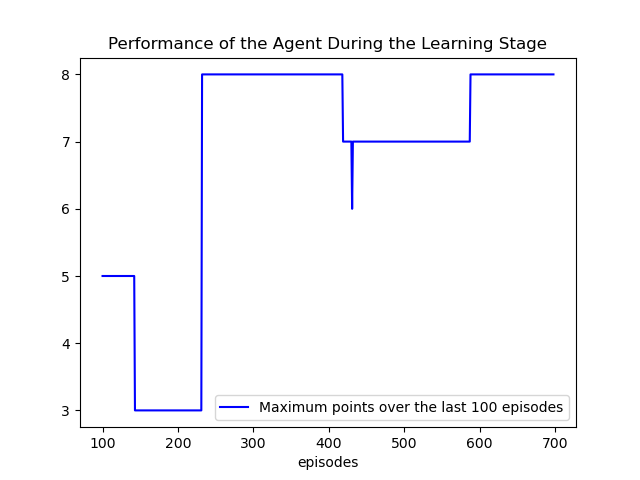 Performance of the Agent During the Learning Stage
8
7
6
5
4
3
Maximum points over the last 100 episodes
100 200 300 400 500 600 700
episodes